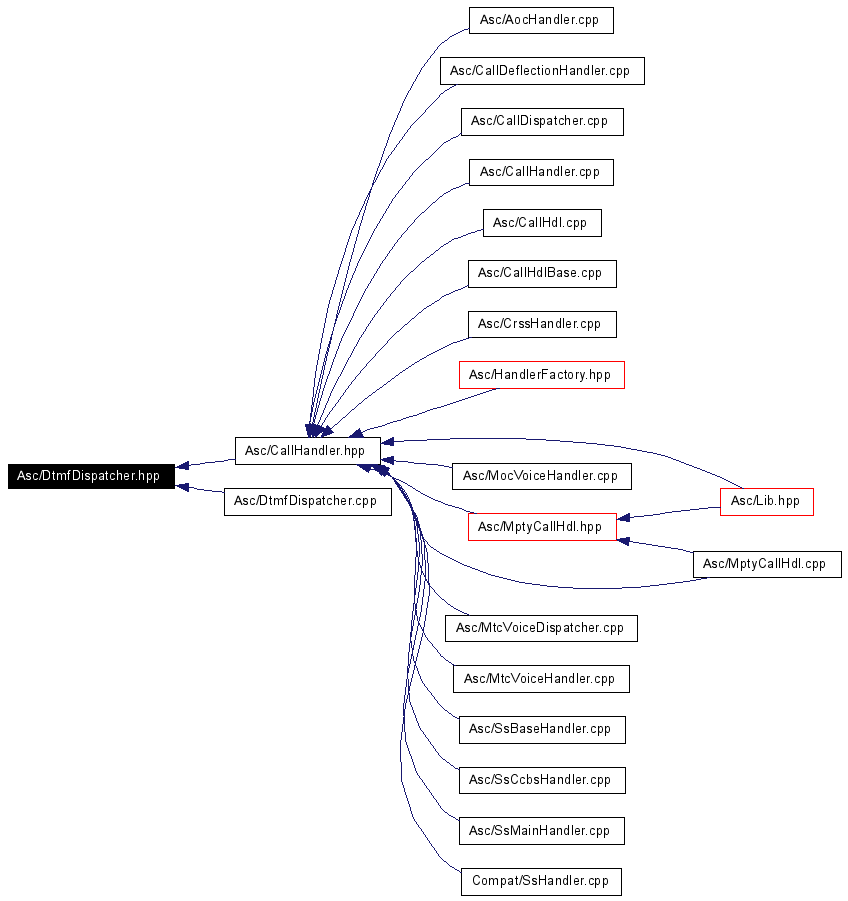 Asc/AocHandler.cpp
Asc/CallDeflectionHandler.cpp
Asc/CallDispatcher.cpp
Asc/CallHandler.cpp
Asc/CallHdl.cpp
Asc/CallHdlBase.cpp
Asc/CrssHandler.cpp
Asc/HandlerFactory.hpp
Asc/CallHandler.hpp
Asc/DtmfDispatcher.hpp
Asc/MocVoiceHandler.cpp
Asc/DtmfDispatcher.cpp
Asc/Lib.hpp
Asc/MptyCallHdl.hpp
Asc/MptyCallHdl.cpp
Asc/MtcVoiceDispatcher.cpp
Asc/MtcVoiceHandler.cpp
Asc/SsBaseHandler.cpp
Asc/SsCcbsHandler.cpp
Asc/SsMainHandler.cpp
Compat/SsHandler.cpp